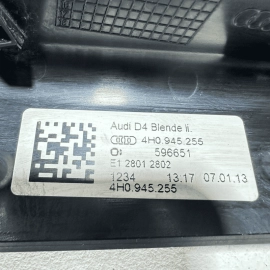 Audi D4 Blende li.
4H0.945.255
O: 596651
E1:2801 2802
1234 13:17 07.01.13
4H0.945.255